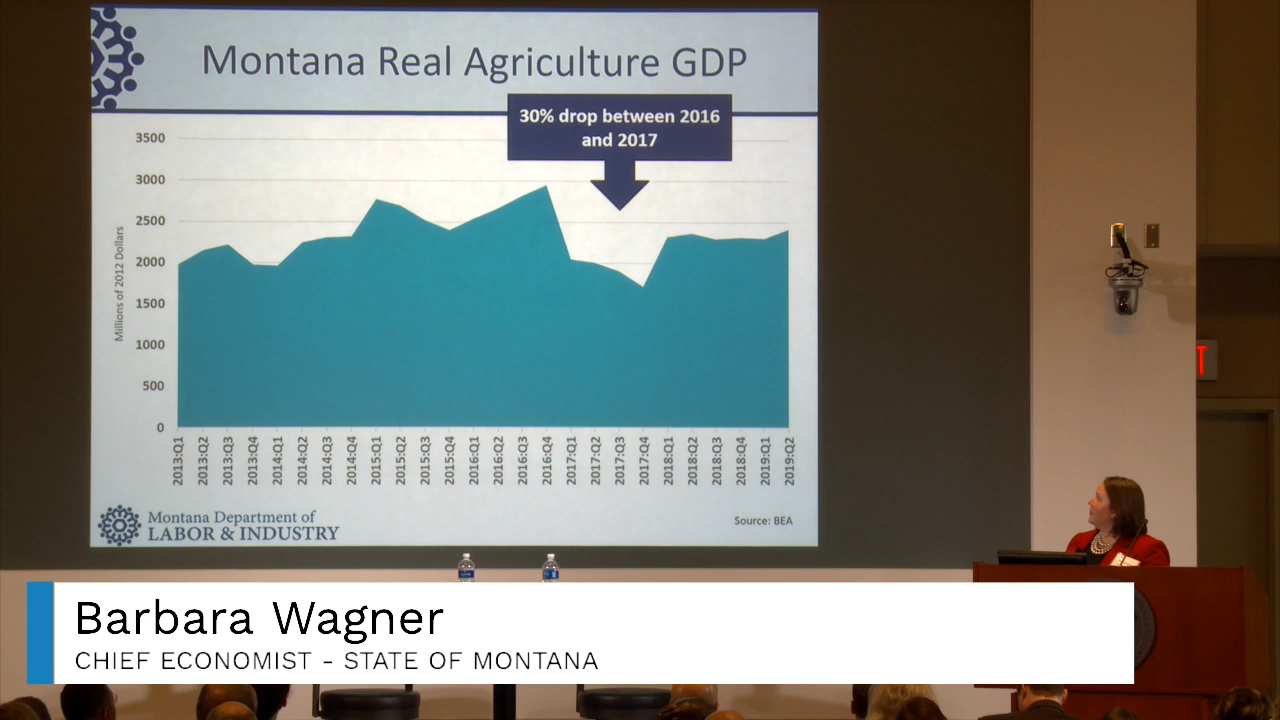 Montana Real Agriculture GDP
30% drop between 2016
and 2017
3500
3000
2500
2000
1500
1000
500
0
Millions of 2012 Dollars
2013:Q1
2013:Q2
2013:Q3
2013:Q4
2014:Q1
2014:Q2
2014:Q3
2014:Q4
2015:Q1
2015:Q2
2015:Q3
2015:Q4
2016:Q1
2016:Q2
2016:Q3
2016:Q4
2017:Q1
2017:Q2
2017:Q3
2017:Q4
2018:Q1
2018:Q2
2018:Q3
2018:Q4
2019:Q1
2019:Q2
Montana Department of
LABOR & INDUSTRY
Source: BEA
T
Barbara Wagner
CHIEF ECONOMIST - STATE OF MONTANA